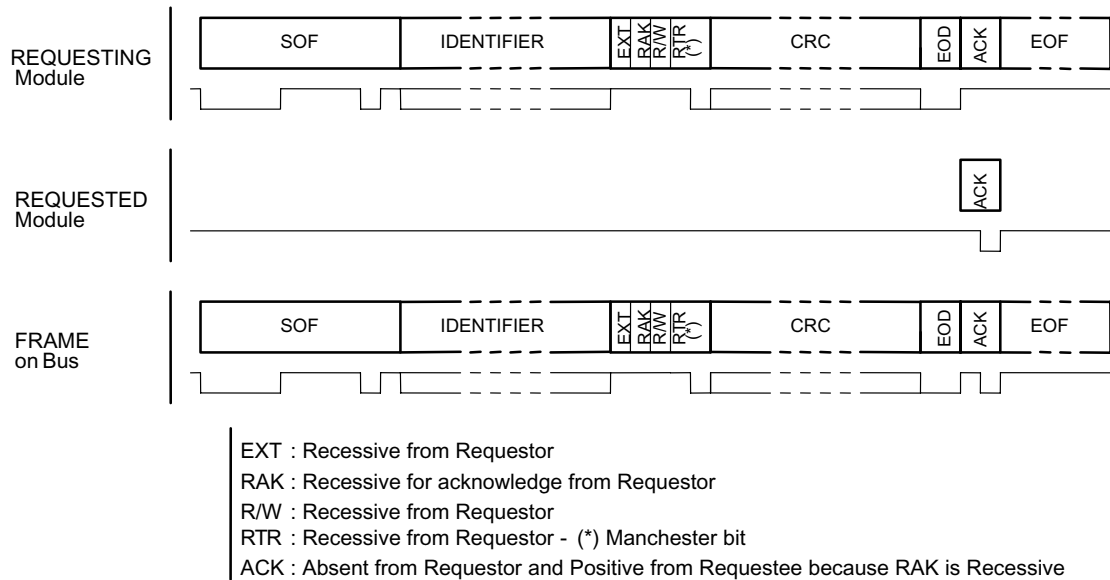 REQUESTING
Module
SOF IDENTIFIER EXT RAK R/W RTR (*) CRC EOD ACK EOF
REQUESTED
Module
ACK
FRAME
on Bus
SOF IDENTIFIER EXT RAK R/W RTR (*) CRC EOD ACK EOF
EXT : Recessive from Requestor
RAK : Recessive for acknowledge from Requestor
R/W : Recessive from Requestor
RTR : Recessive from Requestor - (*) Manchester bit
ACK : Absent from Requestor and Positive from Requestee because RAK is Recessive